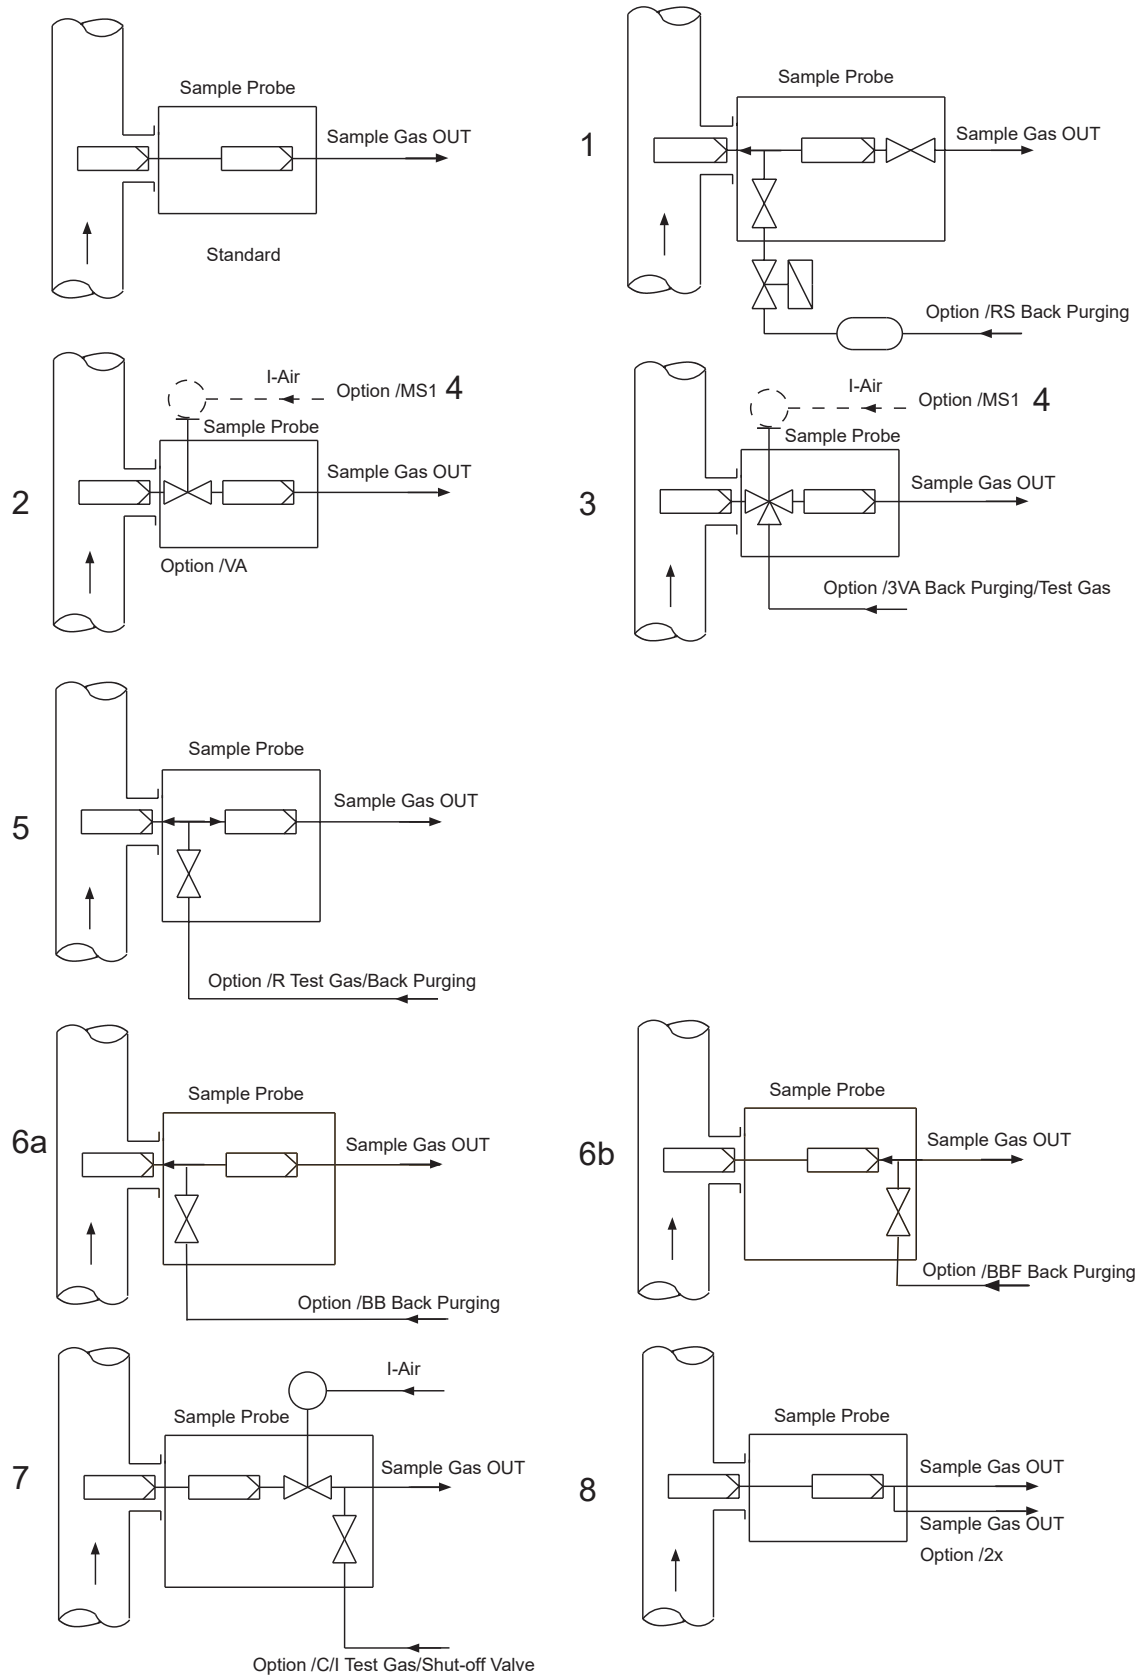 Sample Probe
Sample Gas OUT
Standard
1
Sample Probe
Sample Gas OUT
Option /RS Back Purging
2
I-Air
Option /MS1 4
Sample Probe
Sample Gas OUT
Option /VA
3
I-Air
Option /MS1 4
Sample Probe
Sample Gas OUT
Option /3VA Back Purging/Test Gas
5
Sample Probe
Sample Gas OUT
Option /R Test Gas/Back Purging
6a
Sample Probe
Sample Gas OUT
Option /BB Back Purging
6b
Sample Probe
Sample Gas OUT
Option /BBF Back Purging
7
I-Air
Sample Probe
Sample Gas OUT
Option /C/I Test Gas/Shut-off Valve
8
Sample Probe
Sample Gas OUT
Sample Gas OUT
Option /2x